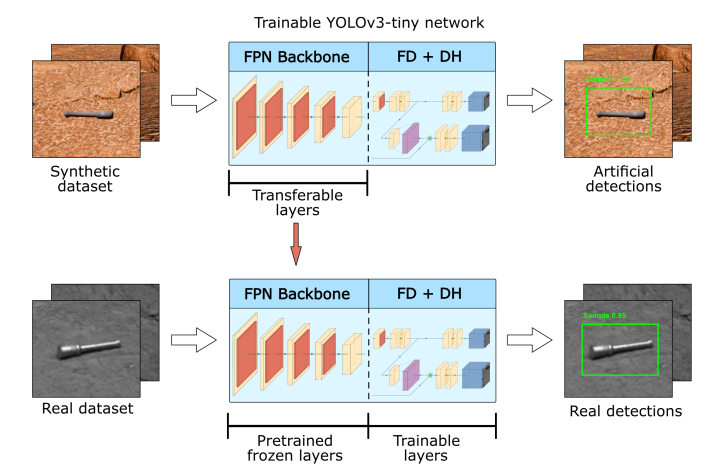 Trainable YOLOv3-tiny network
FPN Backbone
FD + DH
Synthetic
dataset
Transferable
layers
Artificial
detections
FPN Backbone
FD + DH
Sample 0.95
Real dataset
Real detections
Pretrained
frozen layers
Trainable
layers